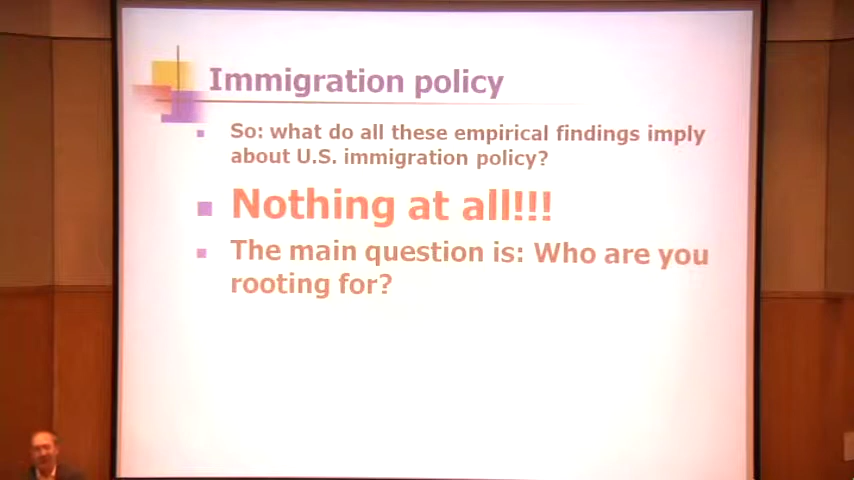 Immigration policy
So: what do all these empirical findings imply
about U.S. immigration policy?
Nothing at all!!!
The main question is: Who are you
rooting for?